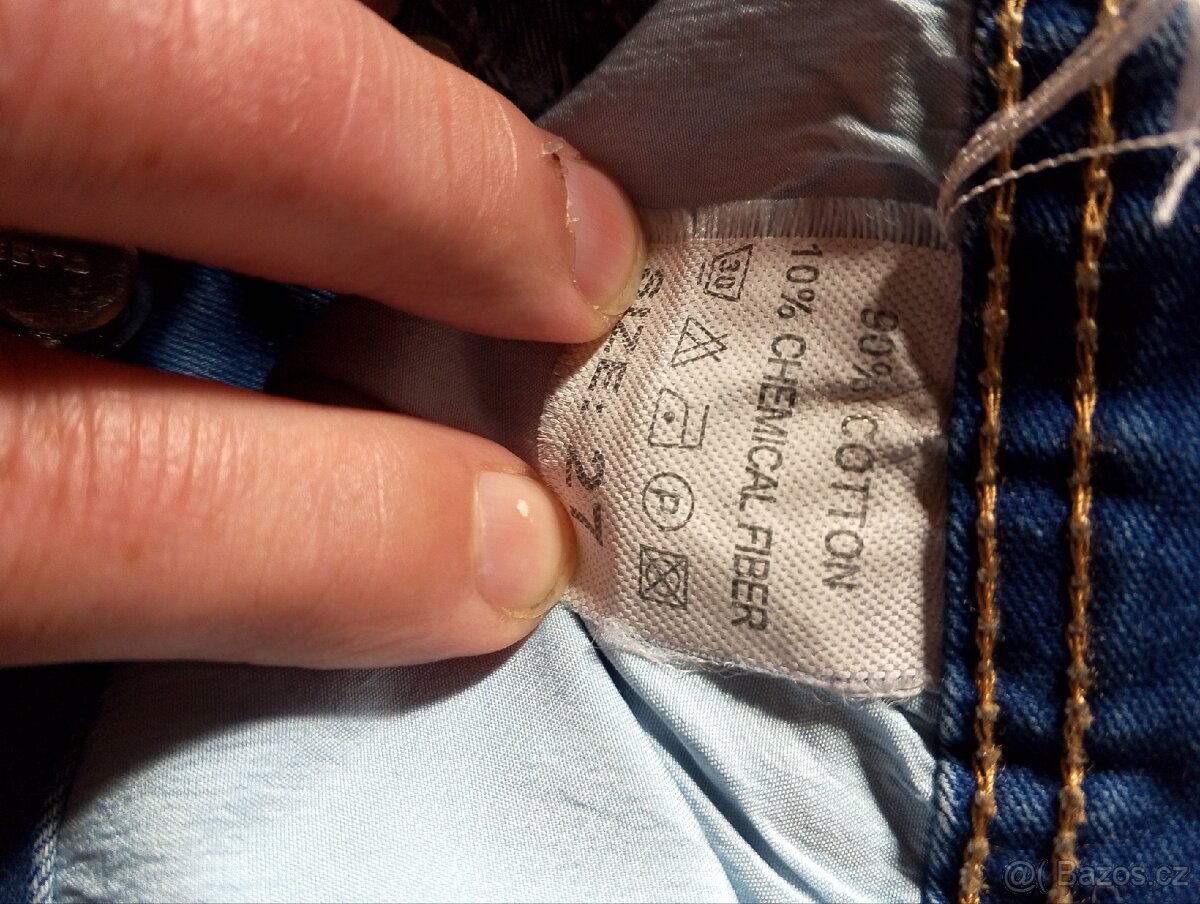 90% COTTON
10% CHEMICAL FIBER
30 P
SIZE: 27
@( Bazos.cz